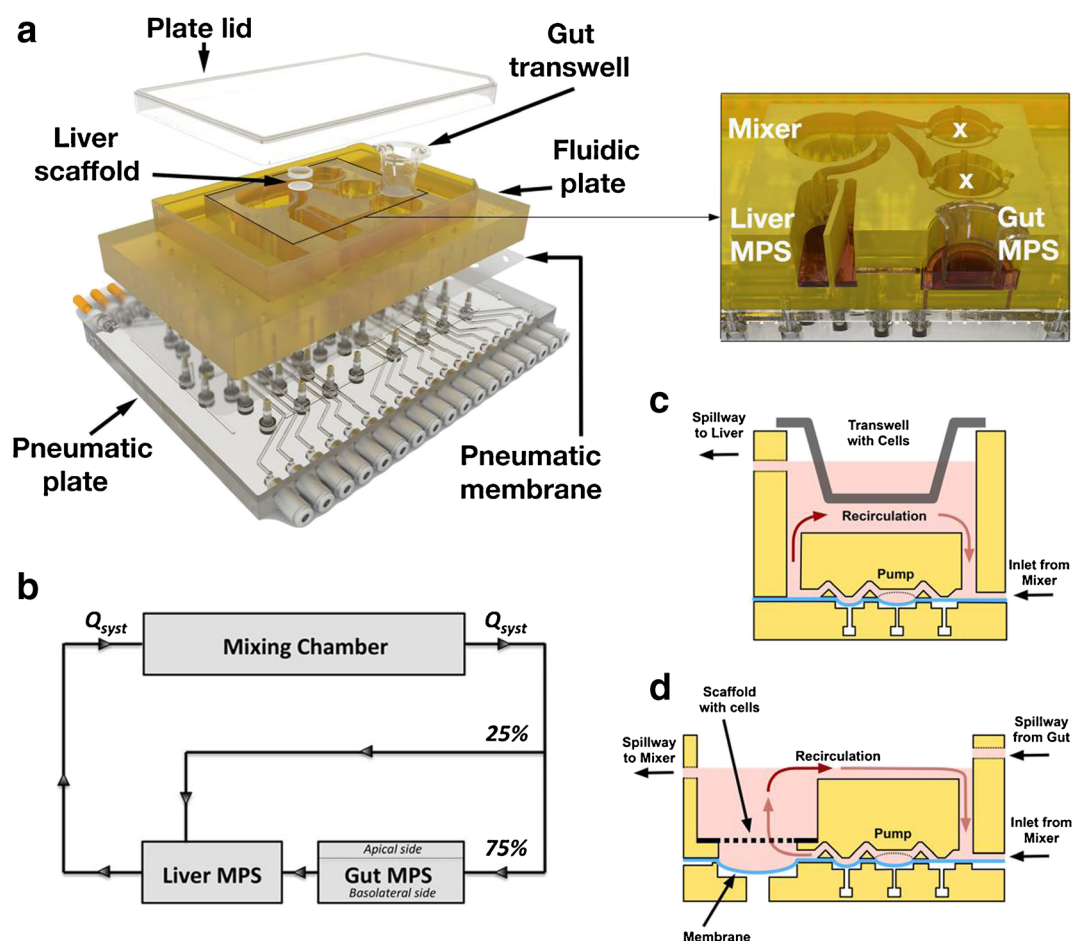 a
Plate lid
Gut
transwell
Liver
scaffold
Fluidic
plate
Pneumatic
plate
Pneumatic
membrane
Mixer
x
x
Liver
MPS
Gut
MPS
b
Qsyst
Qsyst
Mixing Chamber
25%
75%
Liver MPS
Apical side
Gut MPS
Basolateral side
c
Spillway
to Liver
Transwell
with Cells
Recirculation
Pump
Inlet from
Mixer
d
Scaffold
with cells
Spillway
to Mixer
Recirculation
Spillway
from Gut
Pump
Inlet from
Mixer
Membrane